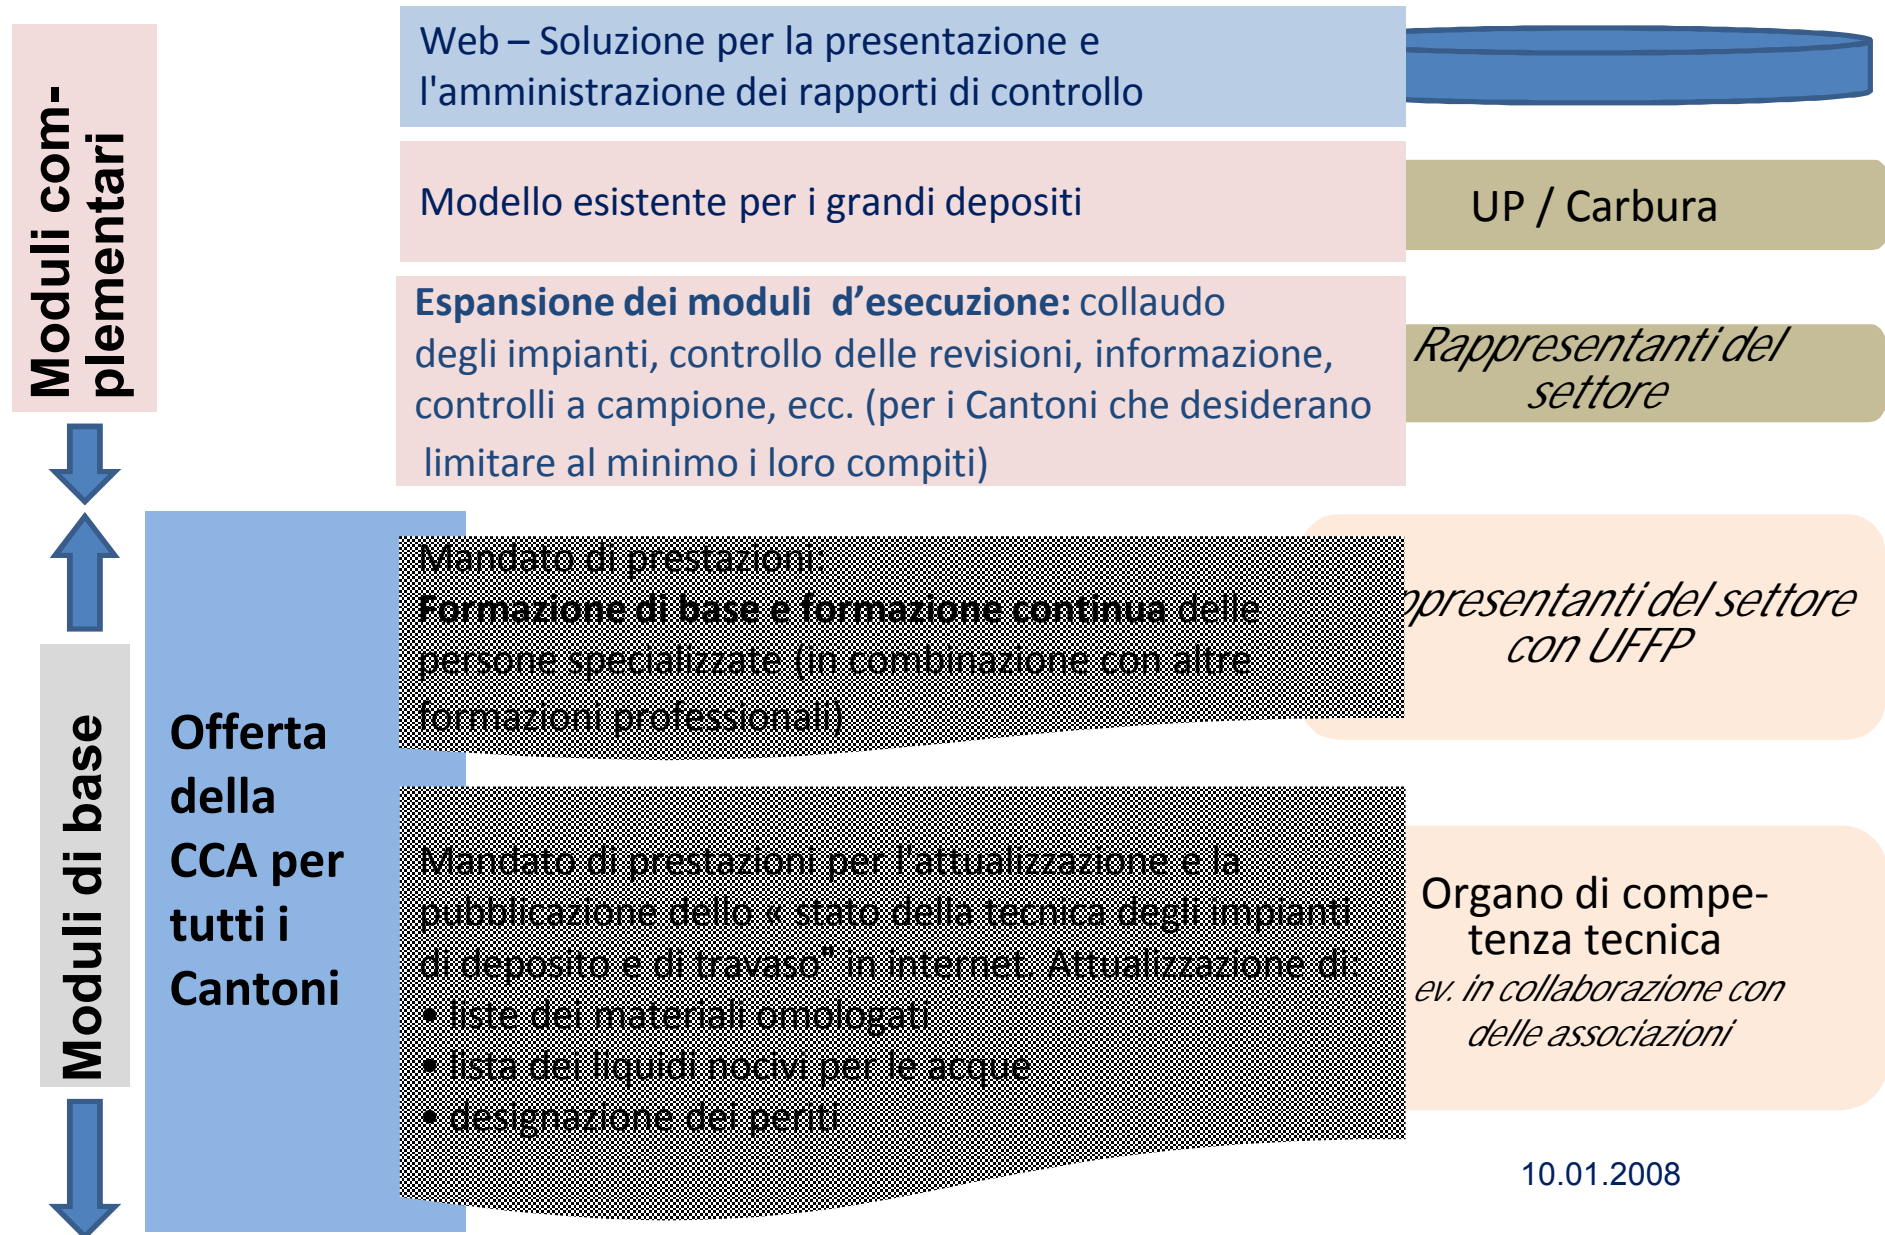 Moduli com-
plementari
Web – Soluzione per la presentazione e
l'amministrazione dei rapporti di controllo
Modello esistente per i grandi depositi
UP / Carbura
Espansione dei moduli d’esecuzione: collaudo
degli impianti, controllo delle revisioni, informazione,
controlli a campione, ecc. (per i Cantoni che desiderano
limitare al minimo i loro compiti)
Rappresentanti del
settore
Moduli di base
Offerta
della
CCA per
tutti i
Cantoni
Mandato di prestazioni:
Formazione di base e formazione continua delle
persone specializzate (in combinazione con altre
formazioni professionali)
ppresentanti del settore
con UFFP
Mandato di prestazioni per l'attualizzazione e la
pubblicazione dello « stato della tecnica degli impianti
di deposito e di travaso" in internet. Attualizzazione di:
• liste dei materiali omologati
• lista dei liquidi nocivi per le acque
• designazione dei periti
Organo di compe-
tenza tecnica
ev. in collaborazione con
delle associazioni
10.01.2008